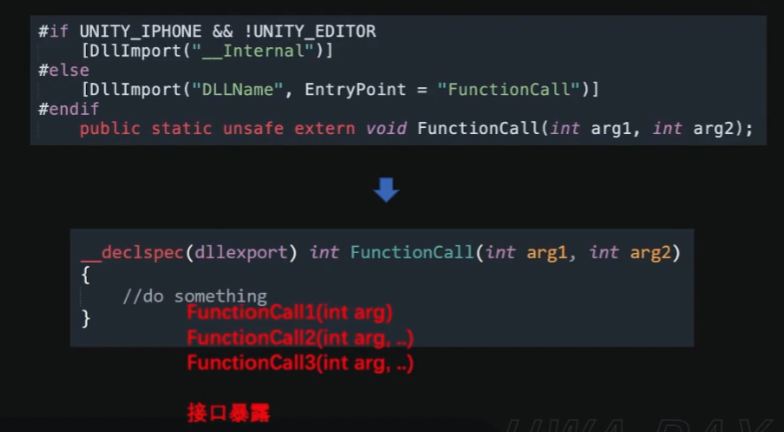 #if UNITY_IPHONE && !UNITY_EDITOR
[DllImport("__Internal")]
#else
[DllImport("DLLName", EntryPoint = "FunctionCall")]
#endif
public static unsafe extern void FunctionCall(int arg1, int arg2);
__declspec(dllexport) int FunctionCall(int arg1, int arg2)
{
//do something
FunctionCall1(int arg)
}
FunctionCall2(int arg, ..)
FunctionCall3(int arg, ..)
接口暴露
UWA DAY